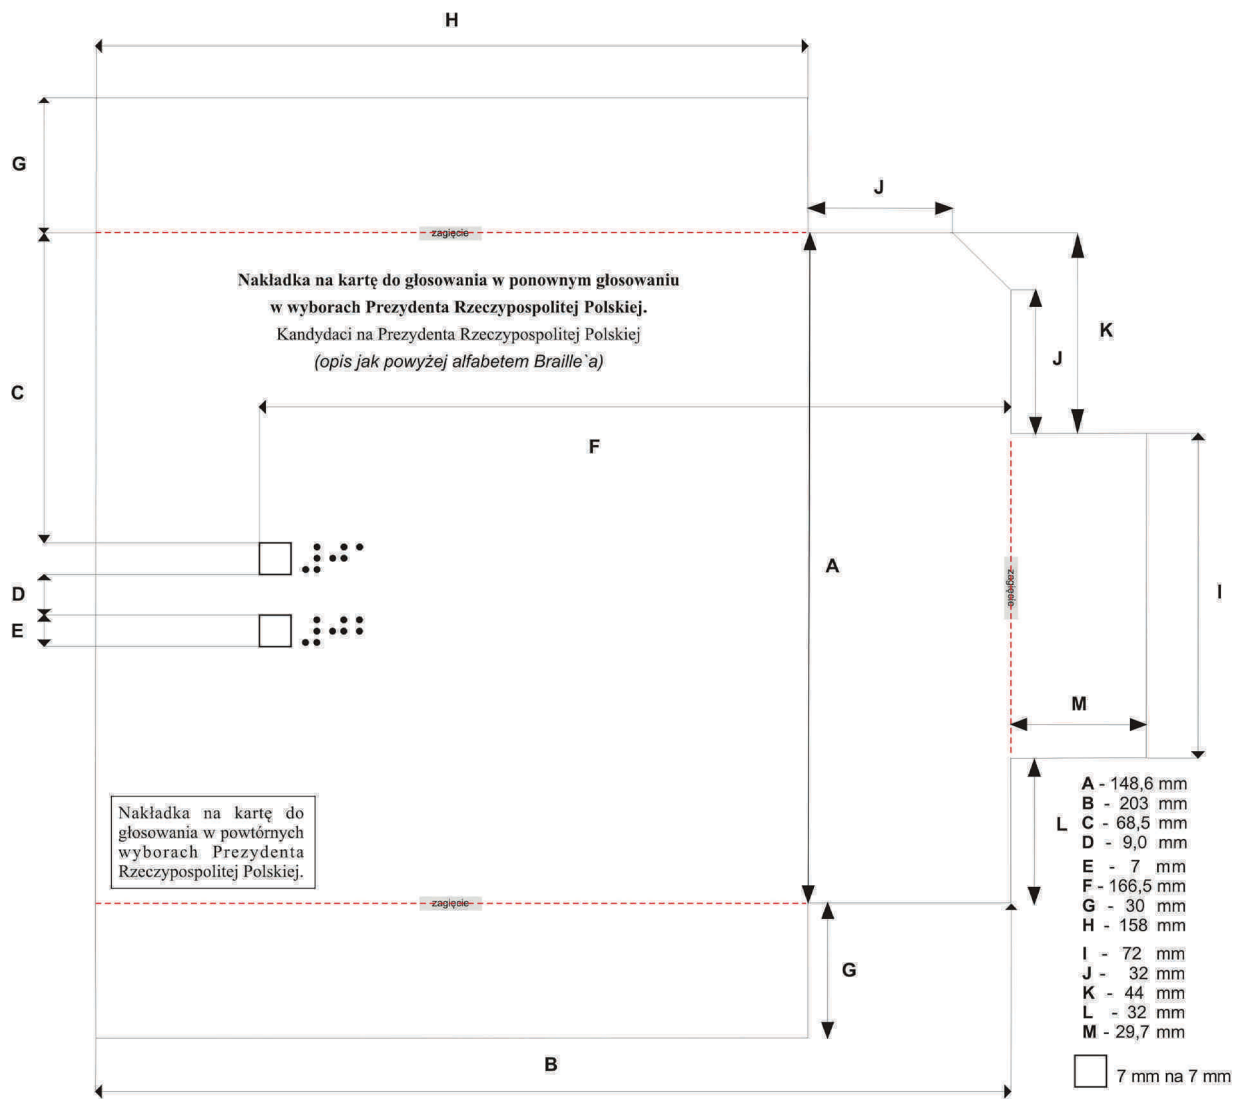 H
G
J
zagięcie
Nakładka na kartę do głosowania w ponownym głosowaniu
w wyborach Prezydenta Rzeczypospolitej Polskiej.
Kandydaci na Prezydenta Rzeczypospolitej Polskiej
(opis jak powyżej alfabetem Braille`a)
K
J
C
F
A
zagięcie
I
D
E
M
Nakładka na kartę do
głosowania w powtórnych
wyborach Prezydenta
Rzeczypospolitej Polskiej.
L
A - 148,6 mm
B - 203 mm
C - 68,5 mm
D - 9,0 mm
E - 7 mm
F - 166,5 mm
G - 30 mm
H - 158 mm
I - 72 mm
J - 32 mm
K - 44 mm
L - 32 mm
M - 29,7 mm
zagięcie
G
B
7 mm na 7 mm